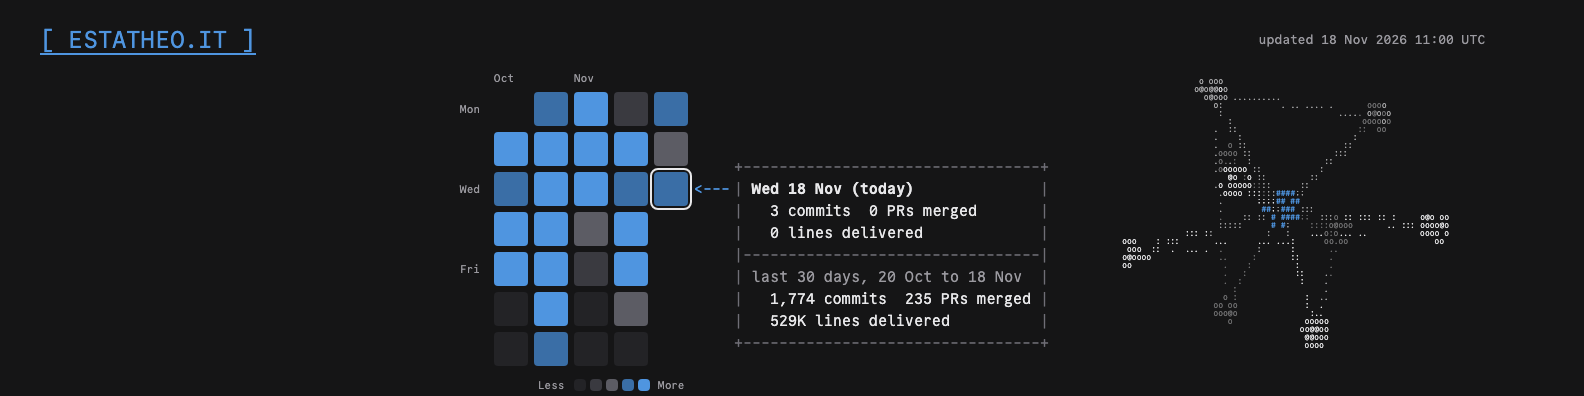 [ ESTATHEO.IT ]
updated 18 Nov 2026 11:00 UTC
Oct Nov
Mon
Wed
Fri
<---
Wed 18 Nov (today)
3 commits 0 PRs merged
0 lines delivered
last 30 days, 20 Oct to 18 Nov
1,774 commits 235 PRs merged
529K lines delivered
Less More